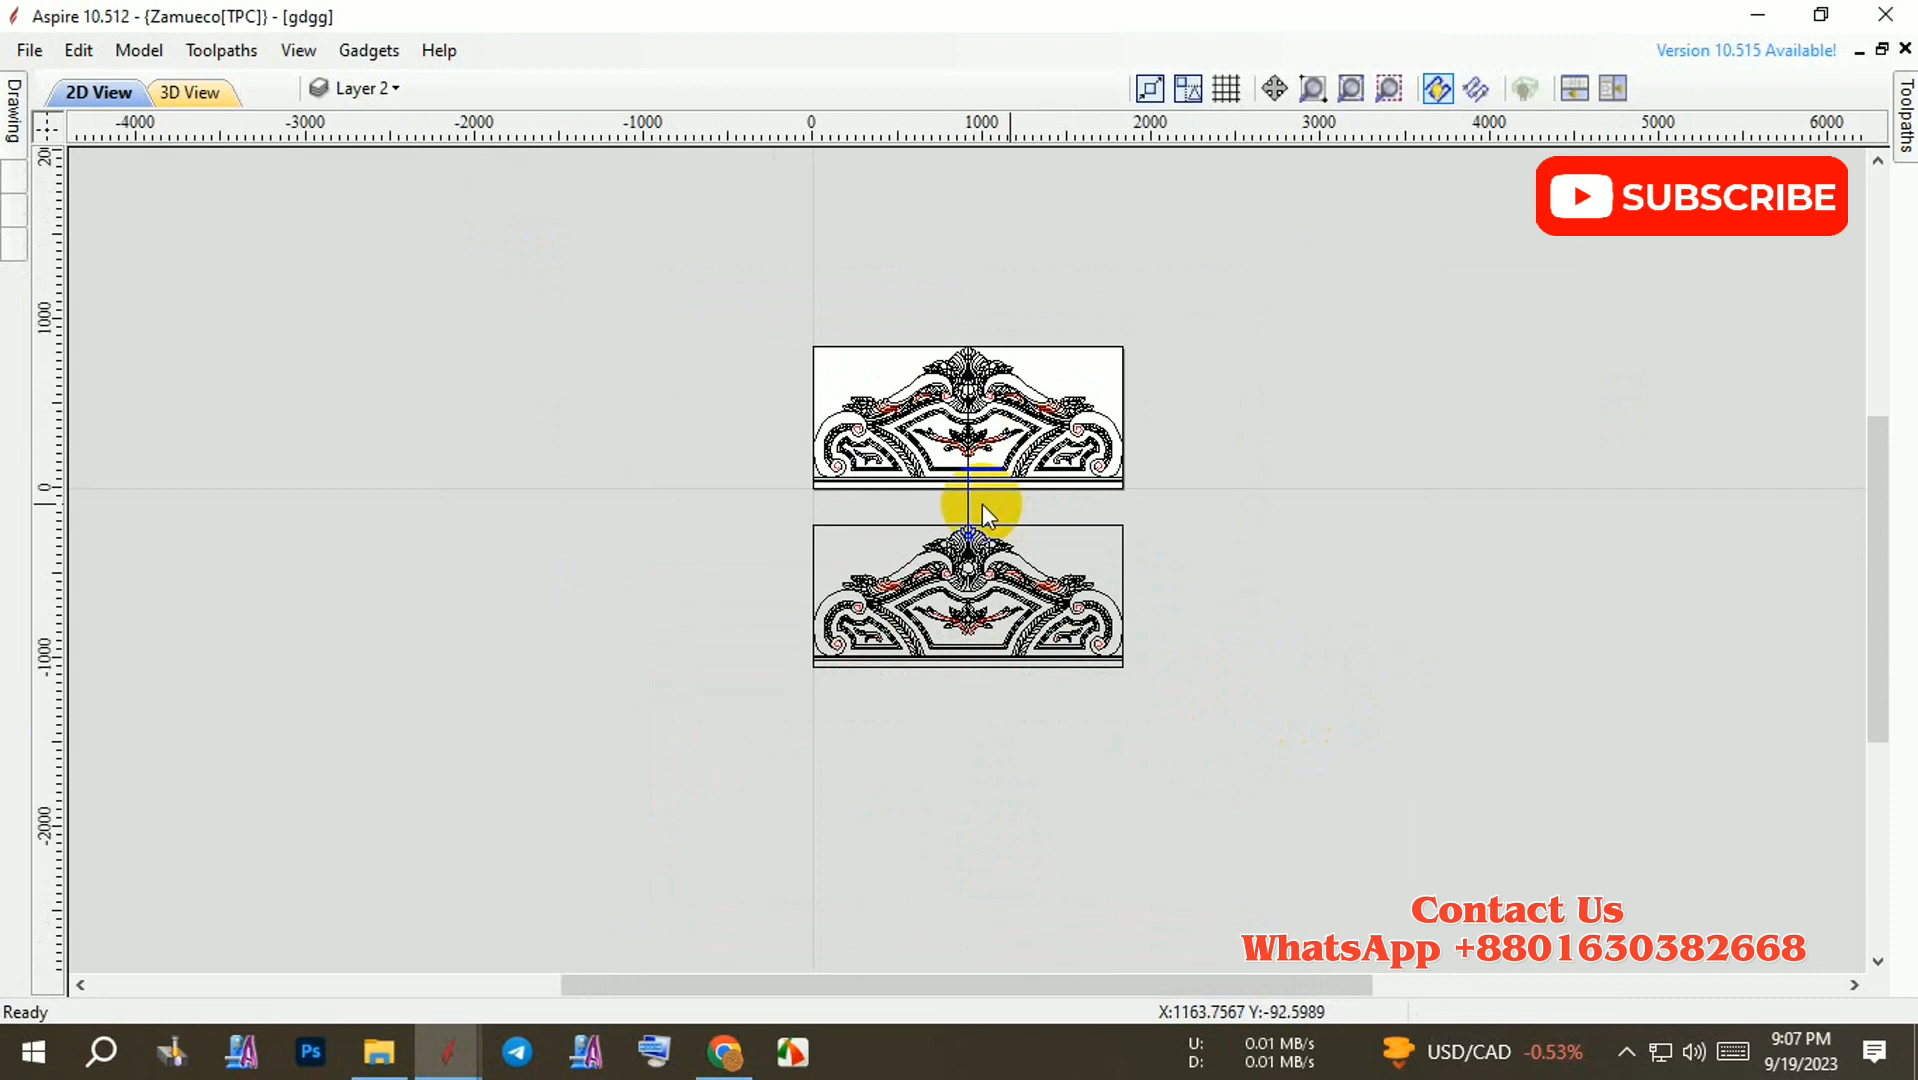 Aspire 10.512 - {Zamueco[TPC]} - [gdgg]
File Edit Model Toolpaths View Gadgets Help
Version 10.515 Available!
Drawing
2D View 3D View Layer 2
Toolpaths
-4000 -3000 -2000 -1000 0 1000 2000 3000 4000 5000 6000
200
1000
0
-1000
-2000
SUBSCRIBE
Contact Us
WhatsApp +8801630382668
Ready
X:1163.7567 Y:-92.5989
Ps
U: 0.01 MB/s
D: 0.01 MB/s
USD/CAD -0.53%
9:07 PM
9/19/2023